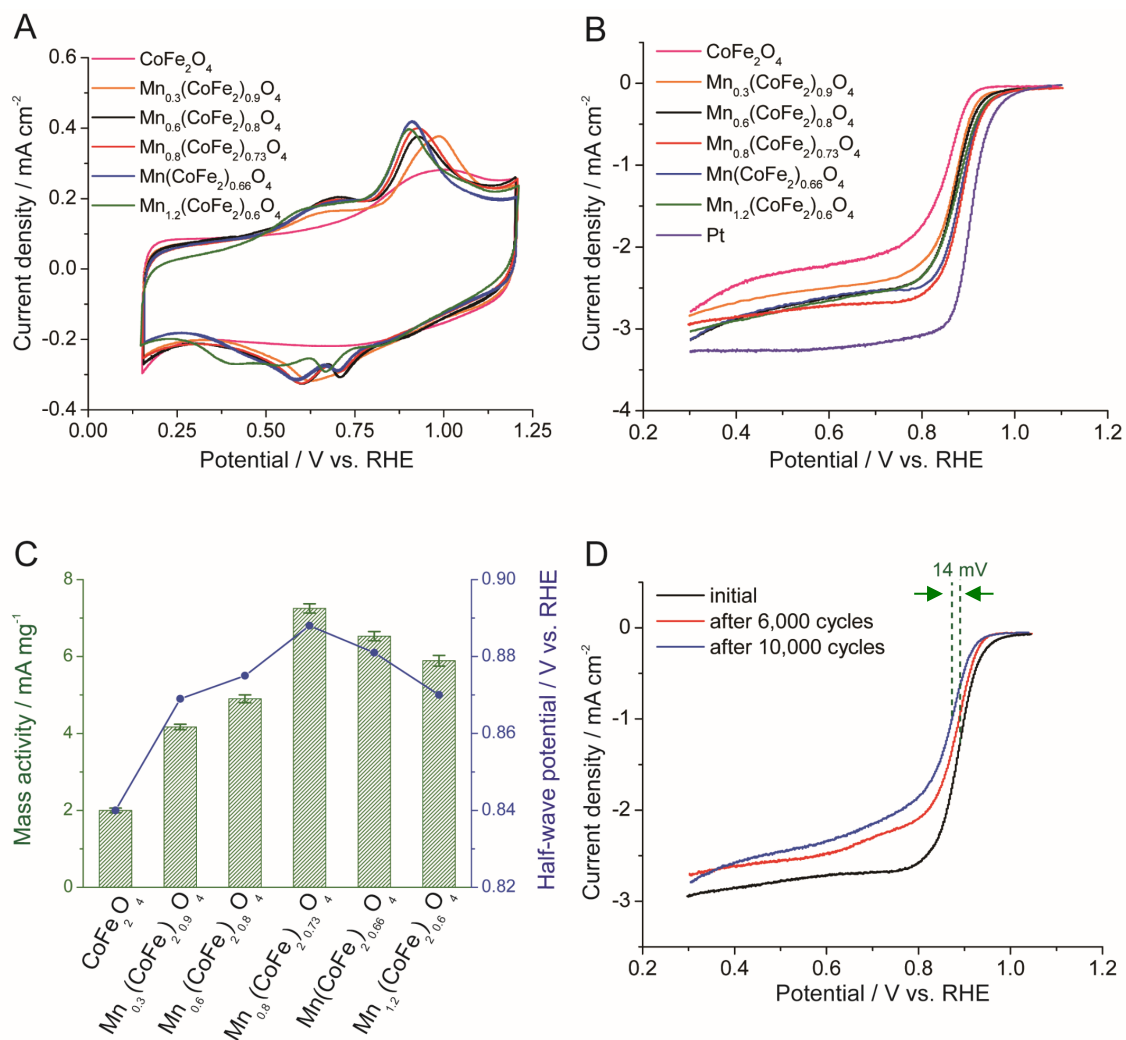 A
CoFe₂O₄
Mn₀.₃(CoFe₂)₀.₉O₄
Mn₀.₆(CoFe₂)₀.₈O₄
Mn₀.₈(CoFe₂)₀.₇₃O₄
Mn(CoFe₂)₀.₆₆O₄
Mn₁.₂(CoFe₂)₀.₆O₄
0.6
0.4
0.2
0.0
-0.2
-0.4
Current density / mA cm⁻²
0.00 0.25 0.50 0.75 1.00 1.25
Potential / V vs. RHE
B
CoFe₂O₄
Mn₀.₃(CoFe₂)₀.₉O₄
Mn₀.₆(CoFe₂)₀.₈O₄
Mn₀.₈(CoFe₂)₀.₇₃O₄
Mn(CoFe₂)₀.₆₆O₄
Mn₁.₂(CoFe₂)₀.₆O₄
Pt
0
-1
-2
-3
-4
Current density / mA cm⁻²
0.4 0.6 0.8 1.0 1.2
Potential / V vs. RHE
C
8
6
4
2
0
Mass activity / mA mg⁻¹
0.90
0.88
0.86
0.84
0.82
Half-wave potential / V vs. RHE
CoFe₂O₄
Mn₀.₃(CoFe₂)₀.₉O₄
Mn₀.₆(CoFe₂)₀.₈O₄
Mn₀.₈(CoFe₂)₀.₇₃O₄
Mn(CoFe₂)₀.₆₆O₄
Mn₁.₂(CoFe₂)₀.₆O₄
D
14 mV
initial
after 6,000 cycles
after 10,000 cycles
0
-1
-2
-3
Current density / mA cm⁻²
0.4 0.6 0.8 1.0 1.2
Potential / V vs. RHE